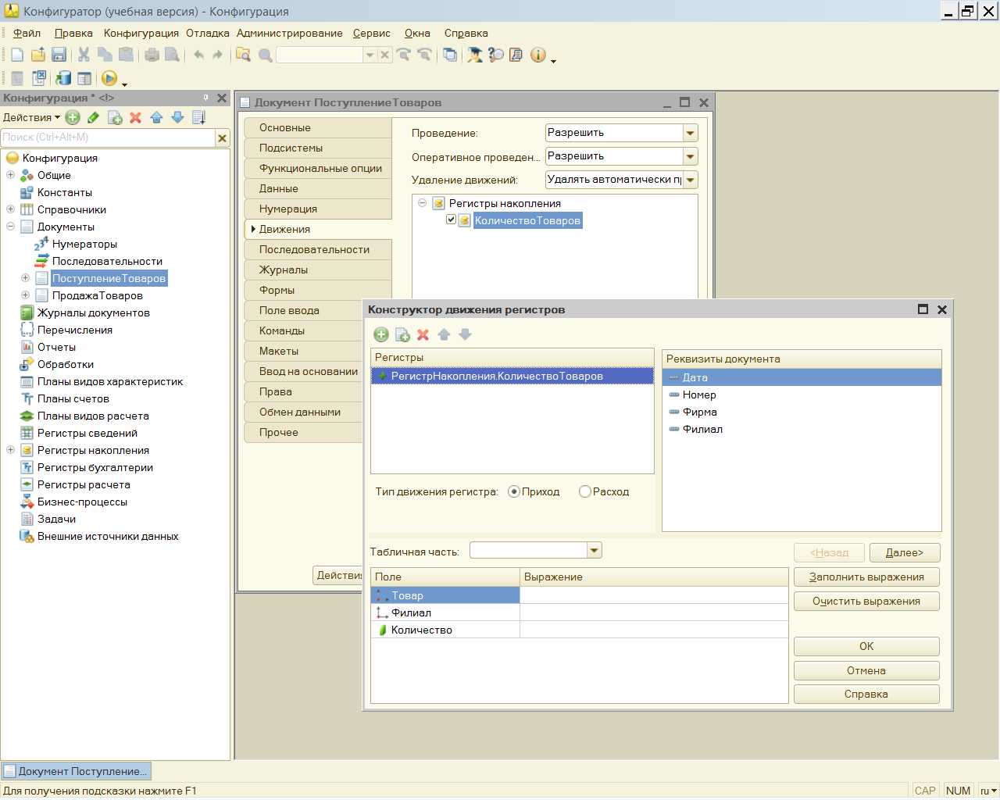 Конфигуратор (учебная версия) - Конфигурация
Файл Правка Конфигурация Отладка Администрирование Сервис Окна Справка
Конфигурация * <!>
Действия
Поиск (Ctrl+Alt+M)
Конфигурация
Общие
Константы
Справочники
Документы
Нумераторы
Последовательности
ПоступлениеТоваров
ПродажаТоваров
Журналы документов
Перечисления
Отчеты
Обработки
Планы видов характеристик
Планы счетов
Планы видов расчета
Регистры сведений
Регистры накопления
Регистры бухгалтерии
Регистры расчета
Бизнес-процессы
Задачи
Внешние источники данных
Документ ПоступлениеТоваров
Основные
Подсистемы
Функциональные опции
Данные
Нумерация
Движения
Последовательности
Журналы
Формы
Поле ввода
Команды
Макеты
Ввод на основании
Права
Обмен данными
Прочее
Проведение: Разрешить
Оперативное проведен... Разрешить
Удаление движений: Удалять автоматически п
Регистры накопления
КоличествоТоваров
Действия
Конструктор движения регистров
Регистры
РегистрНакопления.КоличествоТоваров
Реквизиты документа
Дата
Номер
Фирма
Филиал
Тип движения регистра: Приход Расход
Табличная часть:
<Назад Далее>
Поле Выражение
Товар
Филиал
Количество
Заполнить выражения
Очистить выражения
OK
Отмена
Справка
Документ Поступление...
Для получения подсказки нажмите F1
CAP NUM ru